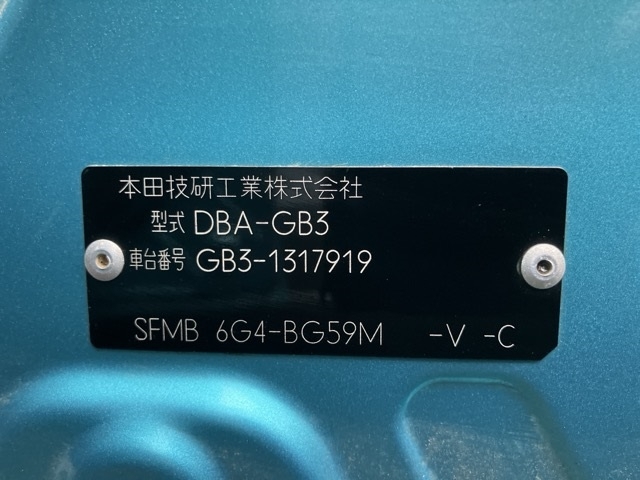 本田技研工業株式会社
型式 DBA-GB3
車台番号 GB3-1317919
SFMB 6G4-BG59M -V -C